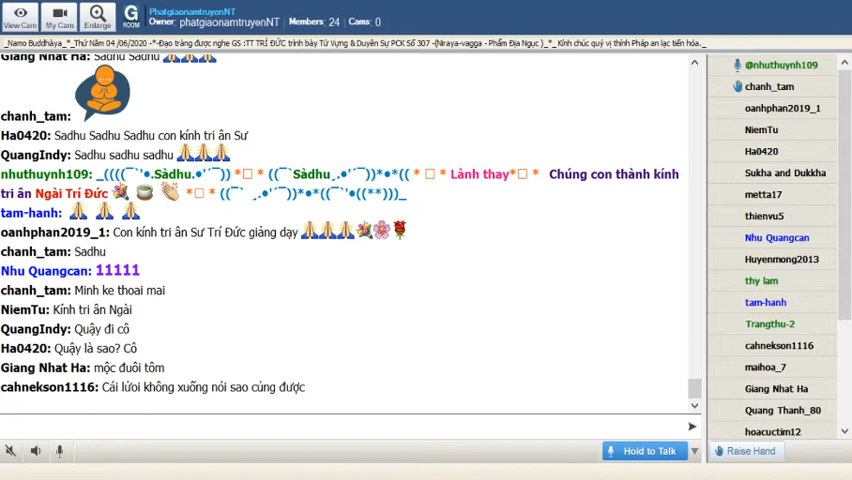 View Cam
My Cam
Enlarge
G
ROOM
PhatgiaonamtruyenNT
Owner: phatgiaonamtruyenNT Members: 24 Cams: 0
_Namo Buddhàya_*_Thứ Năm 04 /06/2020 -*-Đạo tràng được nghe GS :TT TRÍ ĐỨC trình bày Từ Vựng & Duyên Sự PCK Số 307 -(Niraya-vagga - Phẩm Địa Ngục )_*_ Kính chúc quý vị thính Pháp an lạc tiến hóa._
Giang Nhat Ha: Sadhu Sadhu
chanh_tam:
Ha0420: Sadhu Sadhu Sadhu con kính tri ân Sư
QuangIndy: Sadhu sadhu sadhu
nhuthuynh109: _((((¯`'•.Sàdhu.•'´¯)) *□ * ((¯`Sàdhu¸.•'´¯))*•*(( * □ * Lành thay*□ * Chúng con thành kính
tri ân Ngài Trí Đức *□ * ((¯` ¸.•'´¯))*•*((¯`'•((**)))_
tam-hanh:
oanhphan2019_1: Con kính tri ân Sư Trí Đức giảng dạy
chanh_tam: Sadhu
Nhu Quangcan: 11111
chanh_tam: Minh ke thoai mai
NiemTu: Kính tri ân Ngài
QuangIndy: Quậy đi cô
Ha0420: Quậy là sao? Cô
Giang Nhat Ha: mộc đuôi tôm
cahnekson1116: Cái lửơi không xuống nói sao củng được
@nhuthuynh109
chanh_tam
oanhphan2019_1
NiemTu
Ha0420
QuangIndy
Sukha and Dukkha
metta17
thienvu5
Nhu Quangcan
Huyenmong2013
thy lam
tam-hanh
Trangthu-2
cahnekson1116
maihoa_7
Giang Nhat Ha
Quang Thanh_80
hoacuctim12
Hold to Talk
Raise Hand